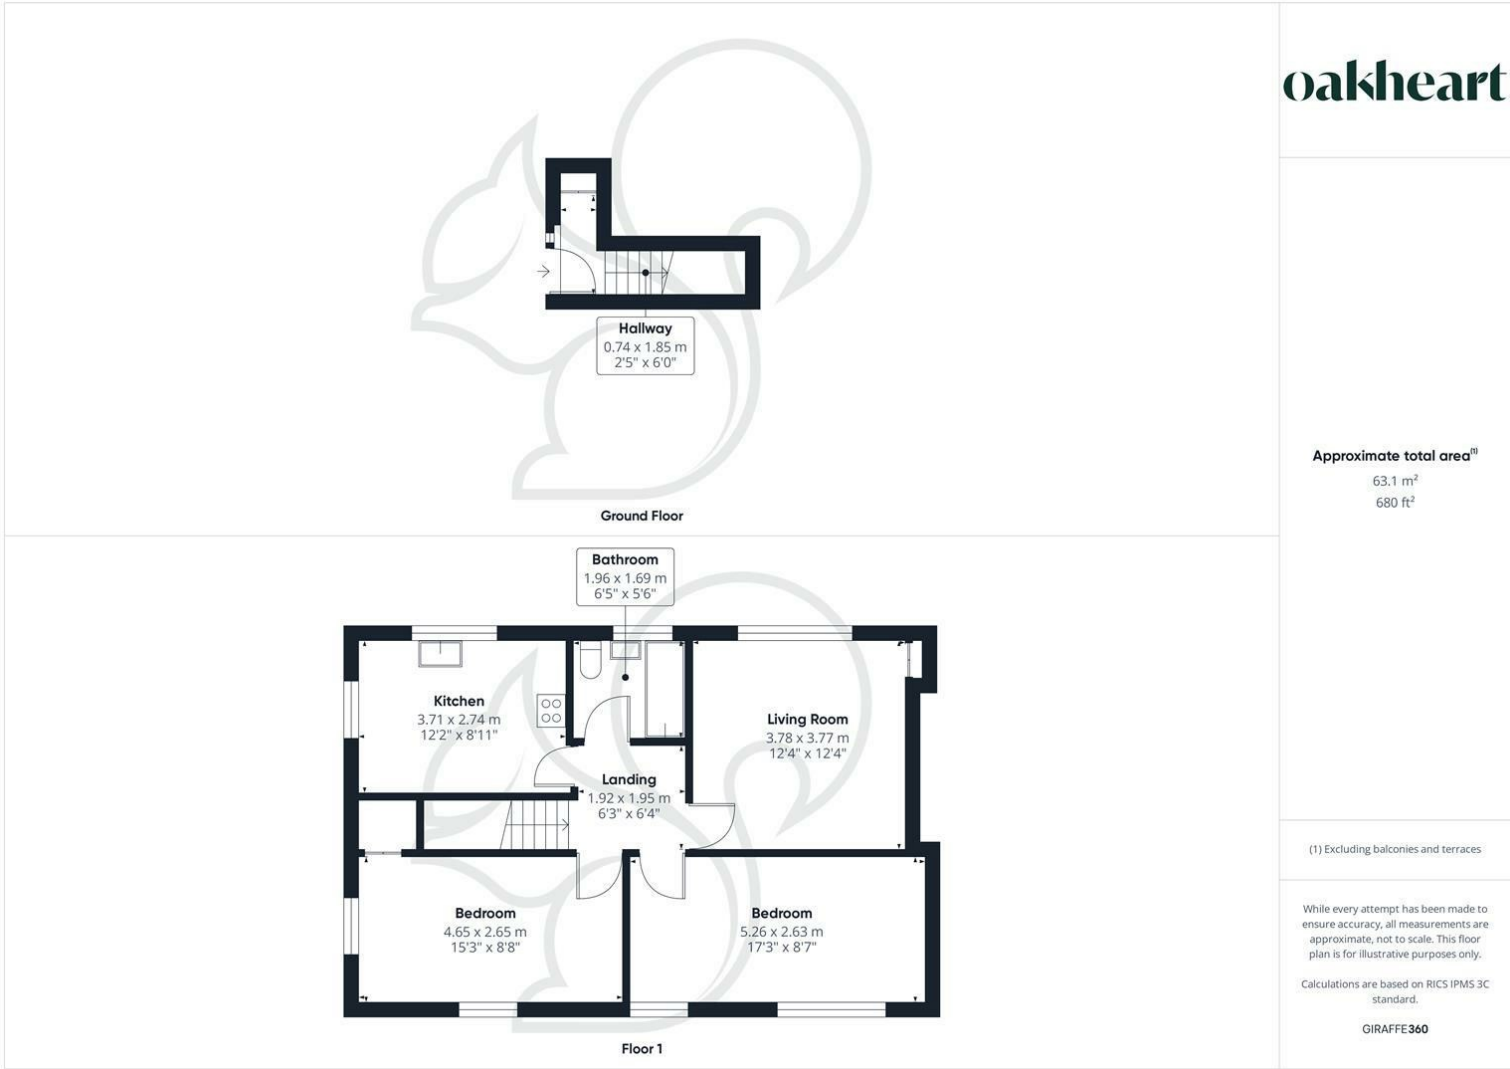 oakheart
Hallway
0.74 x 1.85 m
2'5" x 6'0"
Ground Floor
Approximate total area(1)
63.1 m²
680 ft²
Bathroom
1.96 x 1.69 m
6'5" x 5'6"
Kitchen
3.71 x 2.74 m
12'2" x 8'11"
Living Room
3.78 x 3.77 m
12'4" x 12'4"
Landing
1.92 x 1.95 m
6'3" x 6'4"
Bedroom
4.65 x 2.65 m
15'3" x 8'8"
Bedroom
5.26 x 2.63 m
17'3" x 8'7"
Floor 1
(1) Excluding balconies and terraces
While every attempt has been made to
ensure accuracy, all measurements are
approximate, not to scale. This floor
plan is for illustrative purposes only.
Calculations are based on RICS IPMS 3C
standard.
GIRAFFE360